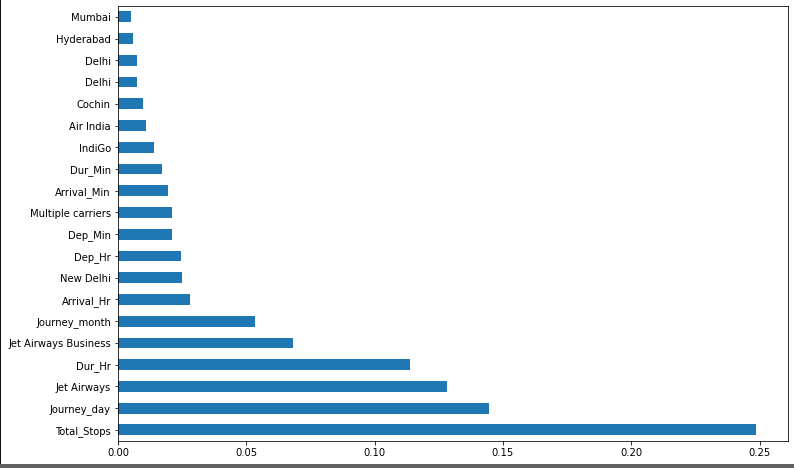 Mumbai
Hyderabad
Delhi
Delhi
Cochin
Air India
IndiGo
Dur_Min
Arrival_Min
Multiple carriers
Dep_Min
Dep_Hr
New Delhi
Arrival_Hr
Journey_month
Jet Airways Business
Dur_Hr
Jet Airways
Journey_day
Total_Stops
0.00 0.05 0.10 0.15 0.20 0.25